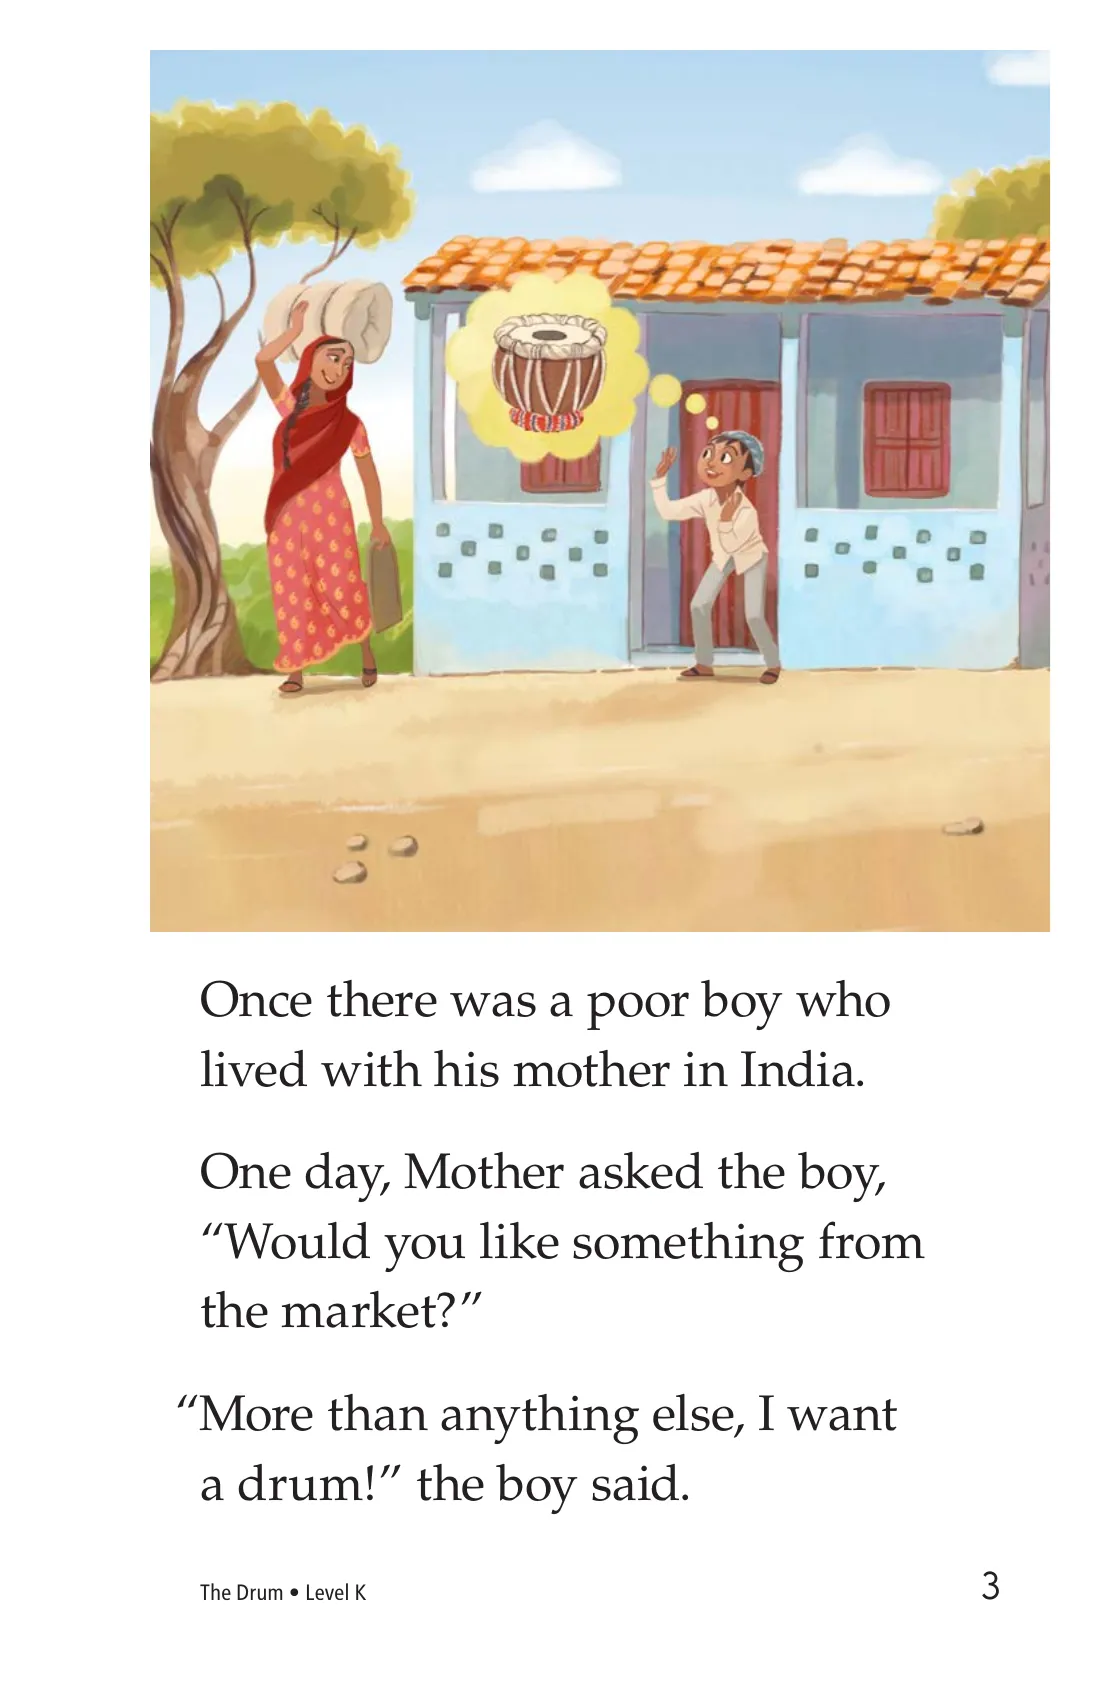 Once there was a poor boy who
lived with his mother in India.
One day, Mother asked the boy,
“Would you like something from
the market?”
“More than anything else, I want
a drum!” the boy said.
The Drum • Level K
3